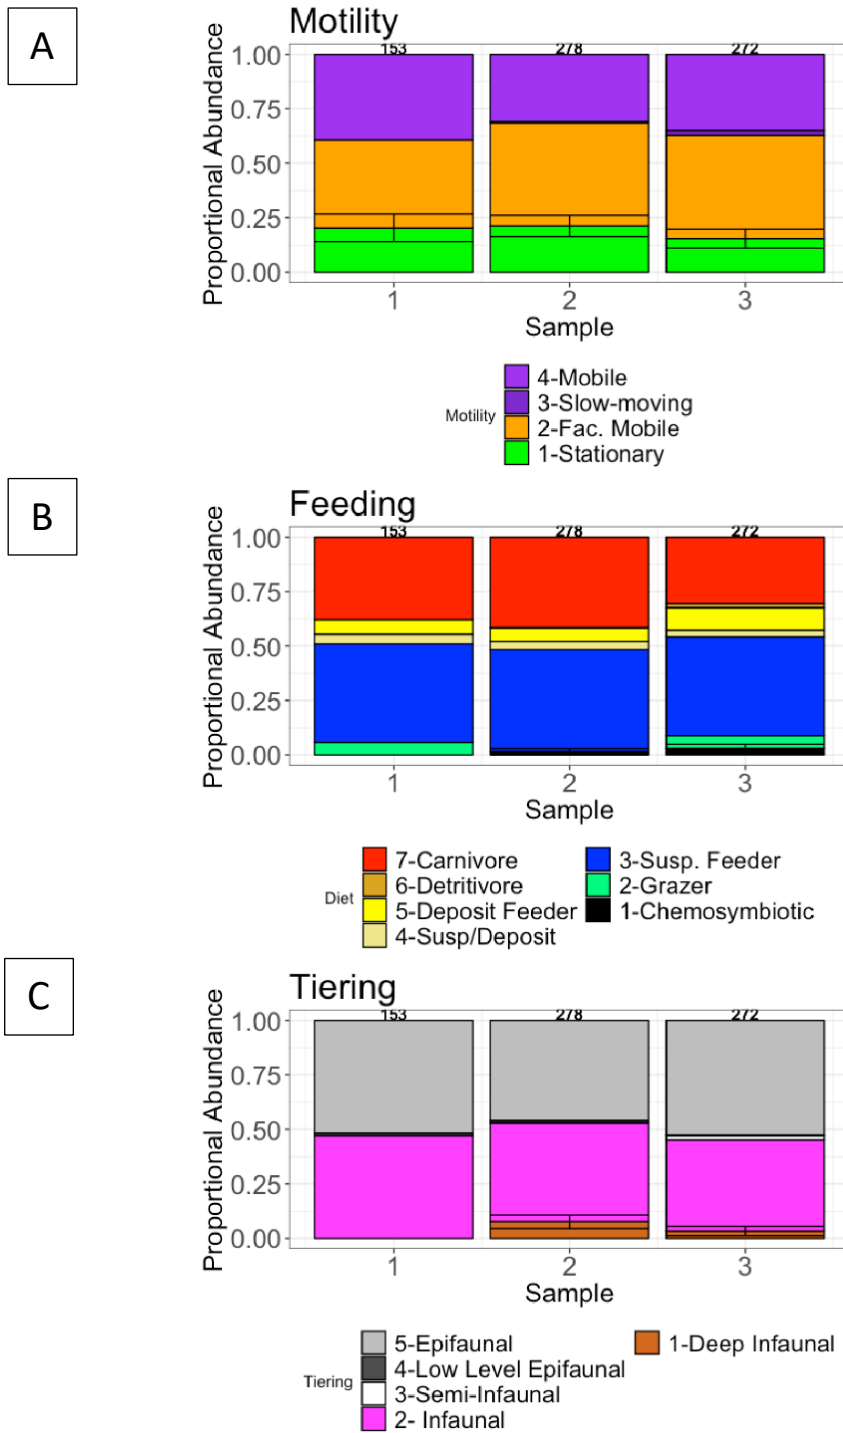 A
Motility
Proportional Abundance
1.00
0.75
0.50
0.25
0.00
153
278
272
1
2
3
Sample
Motility
4-Mobile
3-Slow-moving
2-Fac. Mobile
1-Stationary
B
Feeding
Proportional Abundance
1.00
0.75
0.50
0.25
0.00
153
278
272
1
2
3
Sample
Diet
7-Carnivore
6-Detritivore
5-Deposit Feeder
4-Susp/Deposit
3-Susp. Feeder
2-Grazer
1-Chemosymbiotic
C
Tiering
Proportional Abundance
1.00
0.75
0.50
0.25
0.00
153
278
272
1
2
3
Sample
Tiering
5-Epifaunal
4-Low Level Epifaunal
3-Semi-Infaunal
2- Infaunal
1-Deep Infaunal